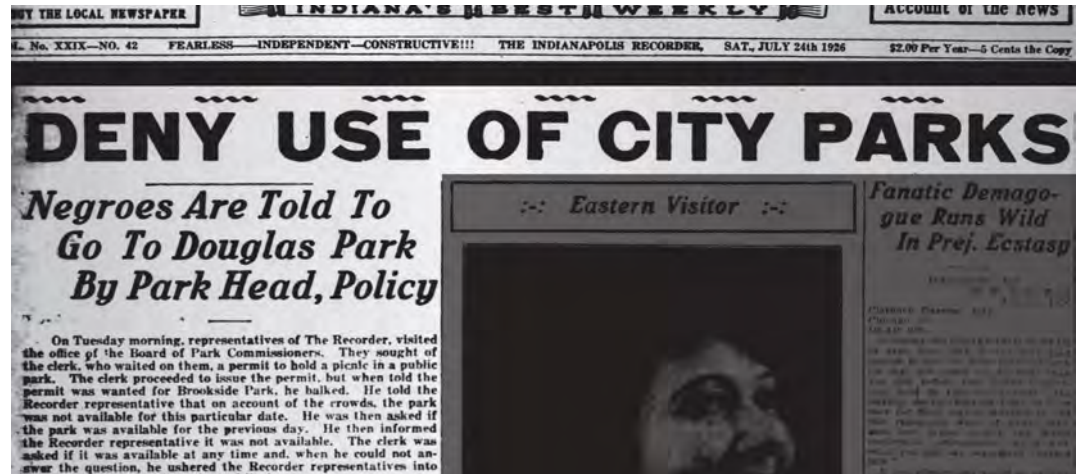 THE LOCAL NEWSPAPER
INDIANA'S BEST WEEKLY
Account of the News
No. XXIX—NO. 42 FEARLESS—INDEPENDENT—CONSTRUCTIVE!!! THE INDIANAPOLIS RECORDER, SAT., JULY 24th 1926 $2.00 Per Year—5 Cents the Copy
DENY USE OF CITY PARKS
Negroes Are Told To
Go To Douglas Park
By Park Head, Policy
On Tuesday morning, representatives of The Recorder, visited
the office of the Board of Park Commissioners. They sought of
the clerk, who waited on them, a permit to hold a picnic in a public
park. The clerk proceeded to issue the permit, but when told the
permit was wanted for Brookside Park, he balked. He told the
Recorder representative that on account of the crowds, the park
was not available for this particular date. He was then asked if
the park was available for the previous day. He then informed
the Recorder representative it was not available. The clerk was
asked if it was available at any time and, when he could not an-
swer the question, he ushered the Recorder representatives into
:-: Eastern Visitor :-:
Fanatic Demago-
gue Runs Wild
In Prej. Ecstasy